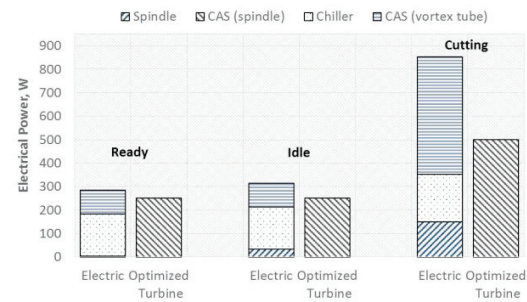 Spindle CAS (spindle) Chiller CAS (vortex tube)
Electrical Power, W
900
800
700
600
500
400
300
200
100
0
Ready
Idle
Cutting
Electric Optimized Turbine
Electric Optimized Turbine
Electric Optimized Turbine